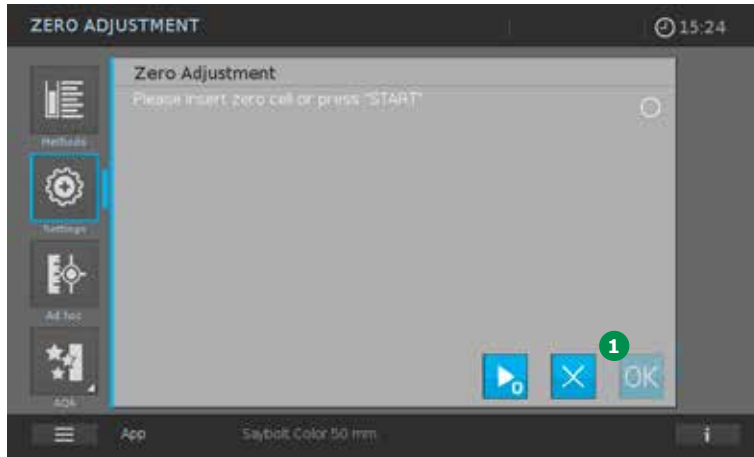 ZERO ADJUSTMENT
15:24
Zero Adjustment
Please insert zero cell or press "START"
Methods
Settings
Ad hoc
AQA
1
0
OK
App
Saybolt Color 50 mm
i